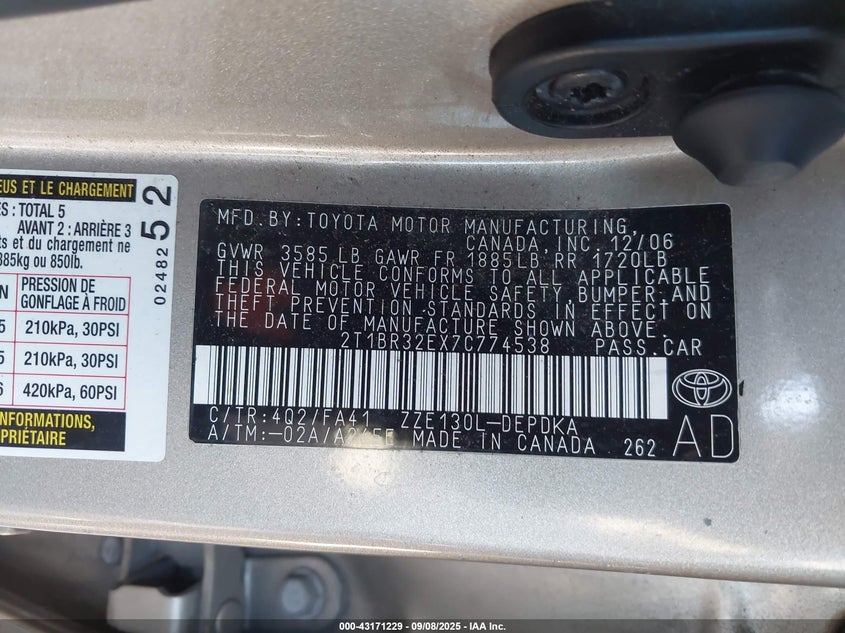 EUS ET LE CHARGEMENT
ES : TOTAL 5
AVANT 2 : ARRIÈRE 3
ts et du chargement ne
385kg ou 850lb.
N PRESSION DE
GONFLAGE À FROID
5 210kPa, 30PSI
5 210kPa, 30PSI
6 420kPa, 60PSI
INFORMATIONS,
PRIÉTAIRE
02482 52
MFD. BY: TOYOTA MOTOR MANUFACTURING,
CANADA, INC. 12/06
GVWR 3585 LB GAWR FR 1885LB RR 1720LB
THIS VEHICLE CONFORMS TO ALL APPLICABLE
FEDERAL MOTOR VEHICLE SAFETY, BUMPER, AND
THEFT PREVENTION STANDARDS IN EFFECT ON
THE DATE OF MANUFACTURE SHOWN ABOVE.
2T1BR32EX7C774538 PASS. CAR
C/TR: 4Q2/FA41 ZZE130L-DEPDKA
A/TM: -02A/A245E MADE IN CANADA 262 AD
000-43171229 - 09/08/2025 - IAA Inc.